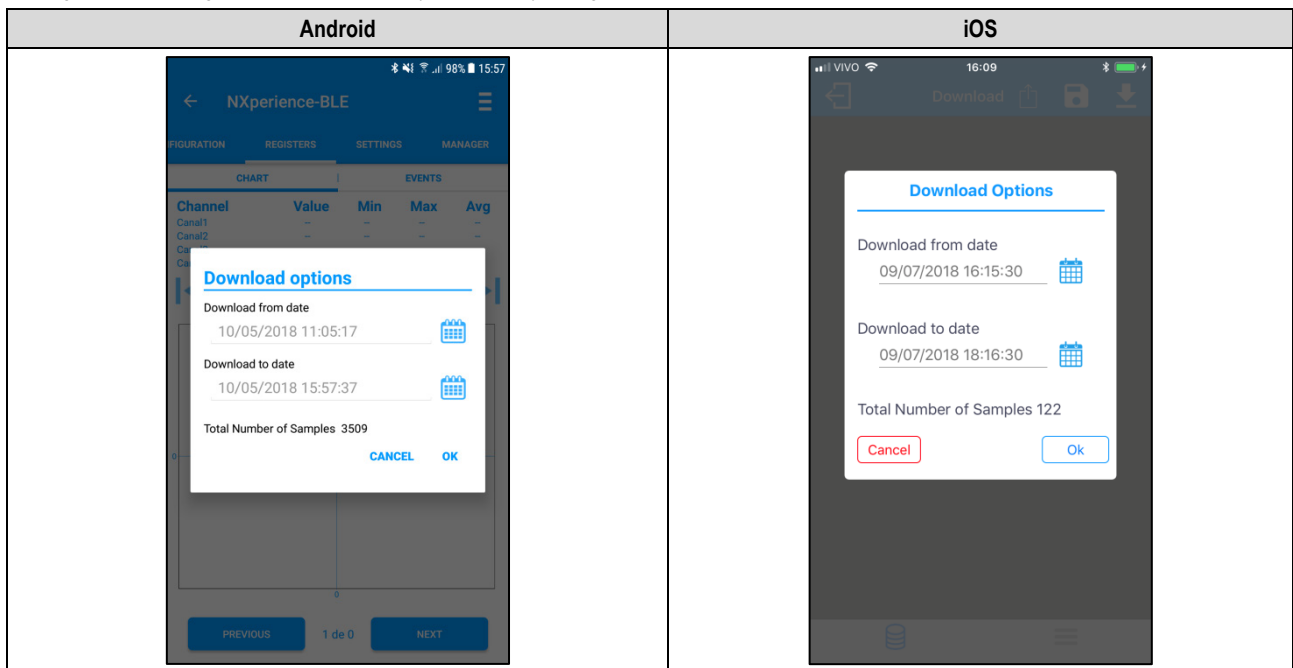 Android
iOS
98% 15:57
NXperience-BLE
FIGURATION REGISTERS SETTINGS MANAGER
CHART | EVENTS
Channel Value Min Max Avg
Canal1 -- -- -- --
Canal2 -- -- -- --
Download options
Download from date
10/05/2018 11:05:17
Download to date
10/05/2018 15:57:37
Total Number of Samples 3509
CANCEL OK
0
0
PREVIOUS 1 de 0 NEXT
VIVO 16:09
Download
Download Options
Download from date
09/07/2018 16:15:30
Download to date
09/07/2018 18:16:30
Total Number of Samples 122
Cancel Ok